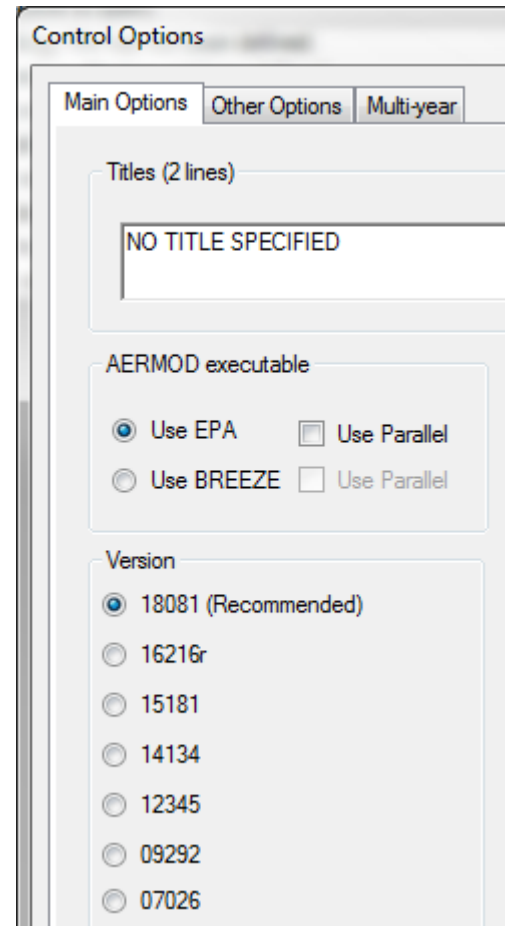 Control Options
Main Options Other Options Multi-year
Titles (2 lines)
NO TITLE SPECIFIED
AERMOD executable
Use EPA Use Parallel
Use BREEZE Use Parallel
Version
18081 (Recommended)
16216r
15181
14134
12345
09292
07026